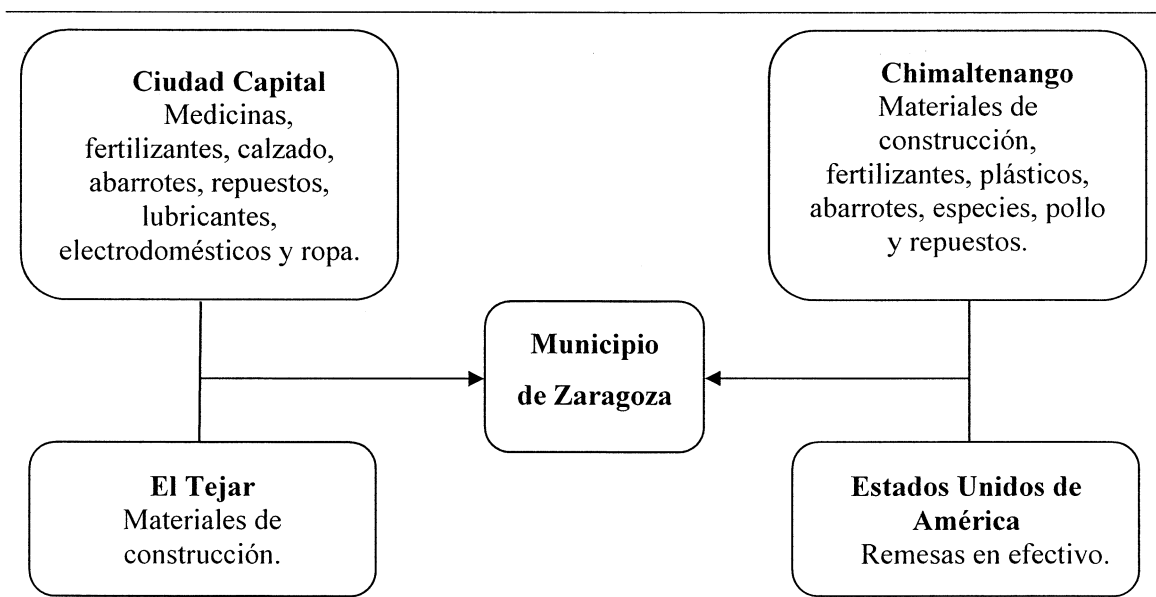 Ciudad Capital
Medicinas,
fertilizantes, calzado,
abarrotes, repuestos,
lubricantes,
electrodomésticos y ropa.
Chimaltenango
Materiales de
construcción,
fertilizantes, plásticos,
abarrotes, especies, pollo
y repuestos.
Municipio
de Zaragoza
El Tejar
Materiales de
construcción.
Estados Unidos de
América
Remesas en efectivo.